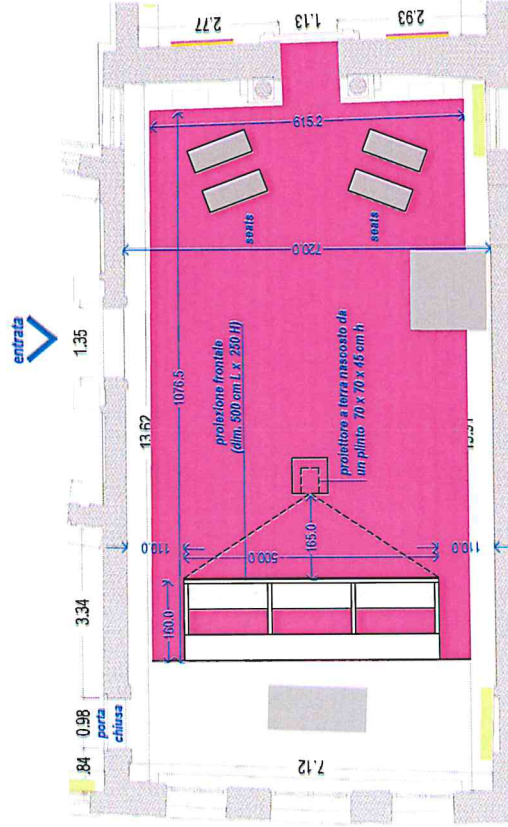 entrata
.84
0.98
3.34
1.35
porta
chiusa
13.62
1076.5
2.77
1.13
2.93
615.2
720.0
seats
seats
proiezione frontale
(dim. 500 cm L x 250 H)
proiettore a terra nascosto da
un plinto 70 x 70 x 45 cm h
110.0
500.0
165.0
160.0
110.0
7.12